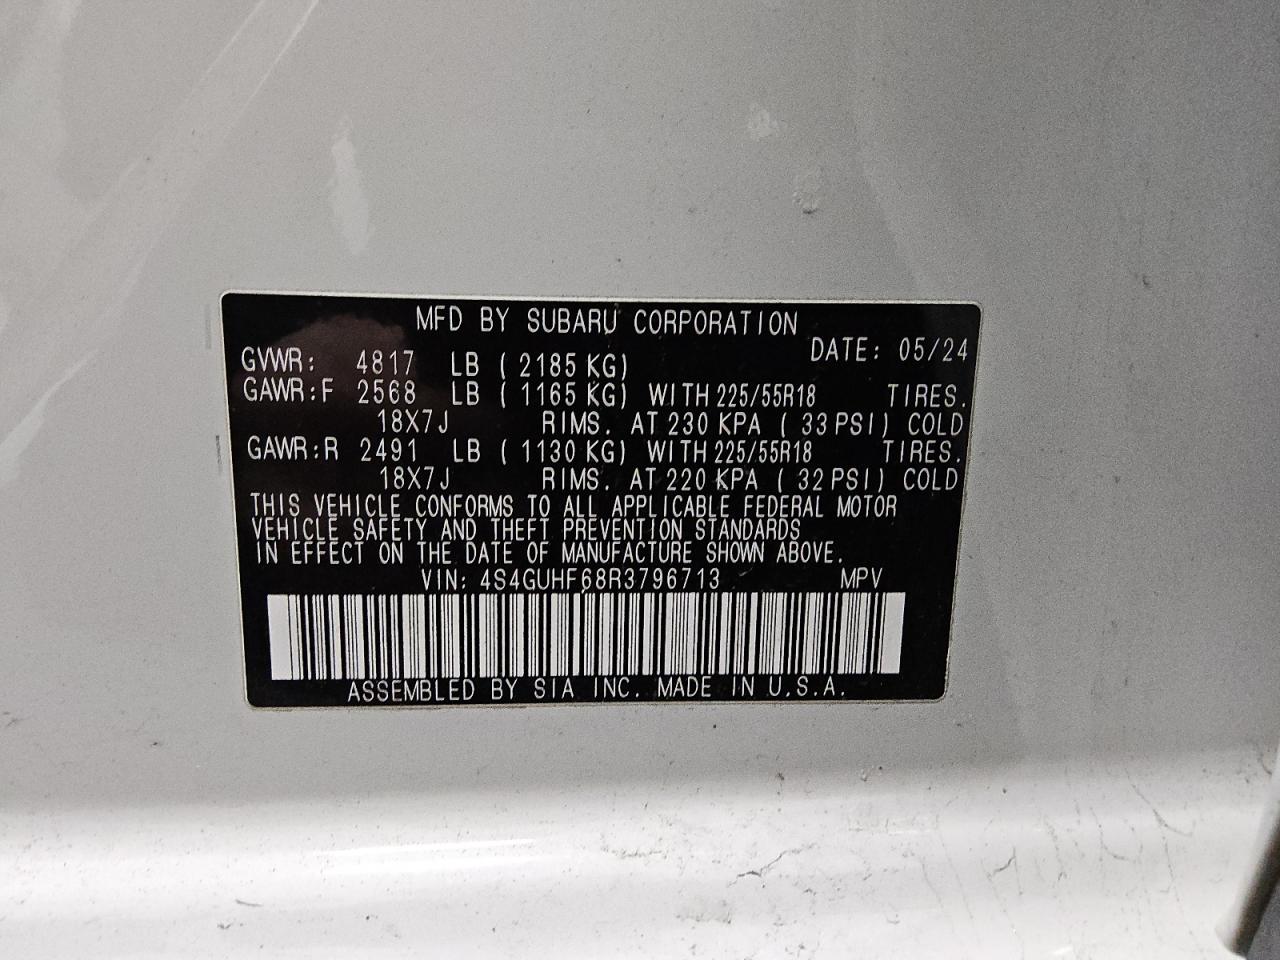 MFD BY SUBARU CORPORATION
DATE: 05/24
GVWR: 4817 LB ( 2185 KG)
GAWR:F 2568 LB ( 1165 KG) WITH 225/55R18 TIRES.
18X7J RIMS. AT 230 KPA ( 33 PSI) COLD
GAWR:R 2491 LB ( 1130 KG) WITH 225/55R18 TIRES.
18X7J RIMS. AT 220 KPA ( 32 PSI) COLD
THIS VEHICLE CONFORMS TO ALL APPLICABLE FEDERAL MOTOR
VEHICLE SAFETY AND THEFT PREVENTION STANDARDS
IN EFFECT ON THE DATE OF MANUFACTURE SHOWN ABOVE.
VIN: 4S4GUHF68R3796713 MPV
ASSEMBLED BY SIA INC. MADE IN U.S.A.